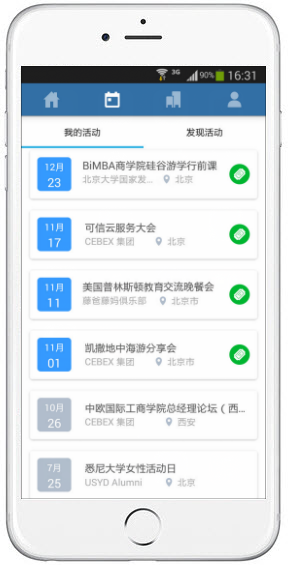 3G 90% 16:31
我的活动 发现活动
12月
23
BiMBA商学院硅谷游学行前课
北京大学国家发... 北京
11月
17
可信云服务大会
CEBEX 集团 北京
11月
11
美国普林斯顿教育交流晚餐会
藤爸藤妈俱乐部 北京市
11月
01
凯撒地中海游分享会
CEBEX 集团 北京市
10月
26
中欧国际工商学院总经理论坛（西...
CEBEX 集团 西安
7月
25
悉尼大学女性活动日
USYD Alumni 北京